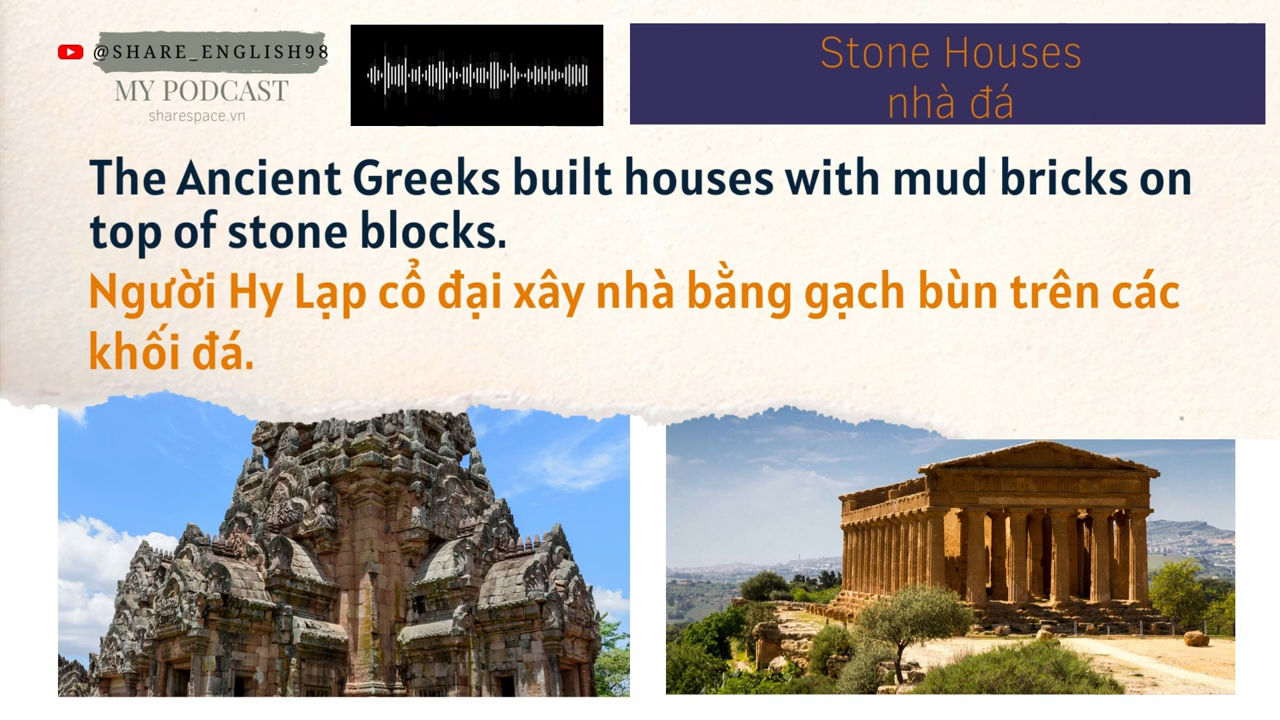 @SHARE_ENGLISH98
MY PODCAST
sharespace.vn
Stone Houses
nhà đá
The Ancient Greeks built houses with mud bricks on
top of stone blocks.
Người Hy Lạp cổ đại xây nhà bằng gạch bùn trên các
khối đá.